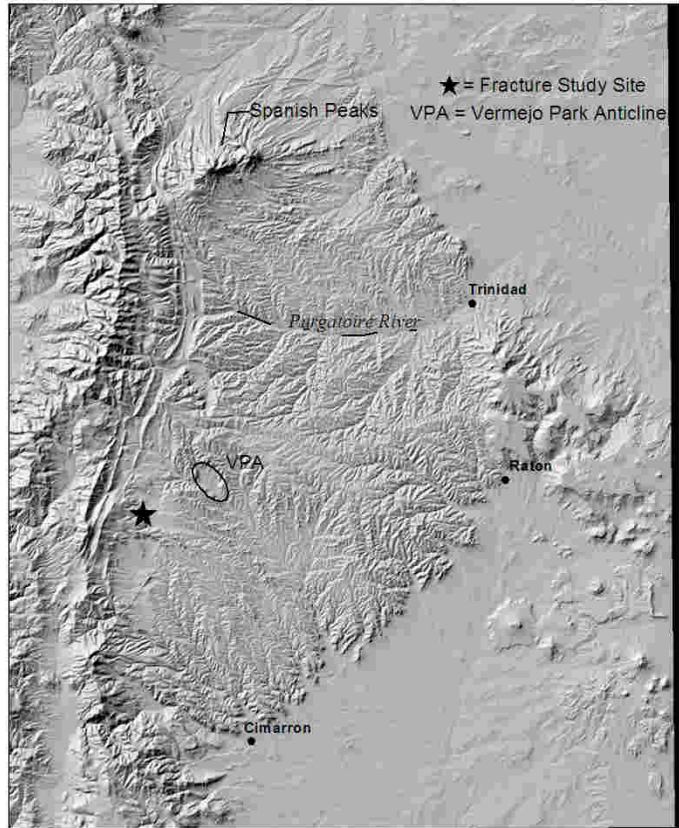 ★ = Fracture Study Site
Spanish Peaks
VPA = Vermejo Park Anticline
Trinidad
Purgatoire River
VPA
Raton
Cimarron